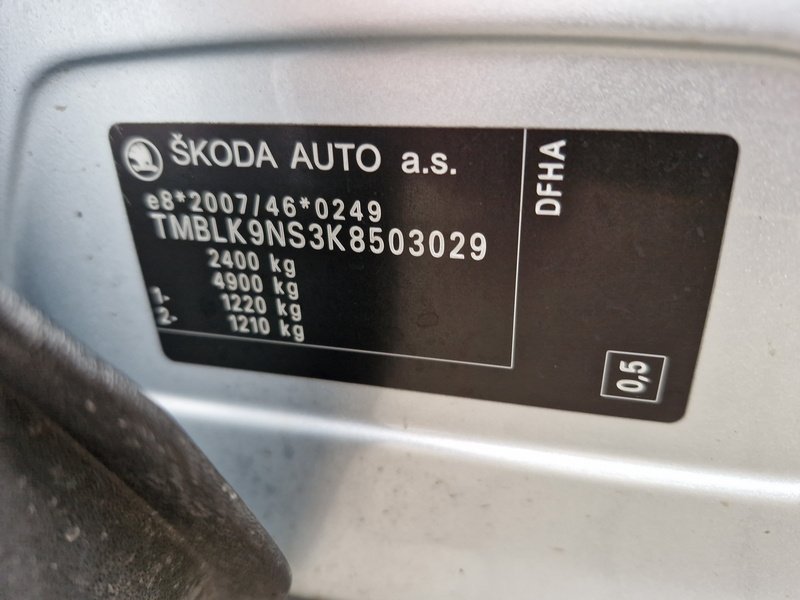 ŠKODA AUTO a.s.
e8*2007/46*0249
TMBLK9NS3K8503029
2400 kg
4900 kg
1- 1220 kg
2- 1210 kg
DFHA
0,5